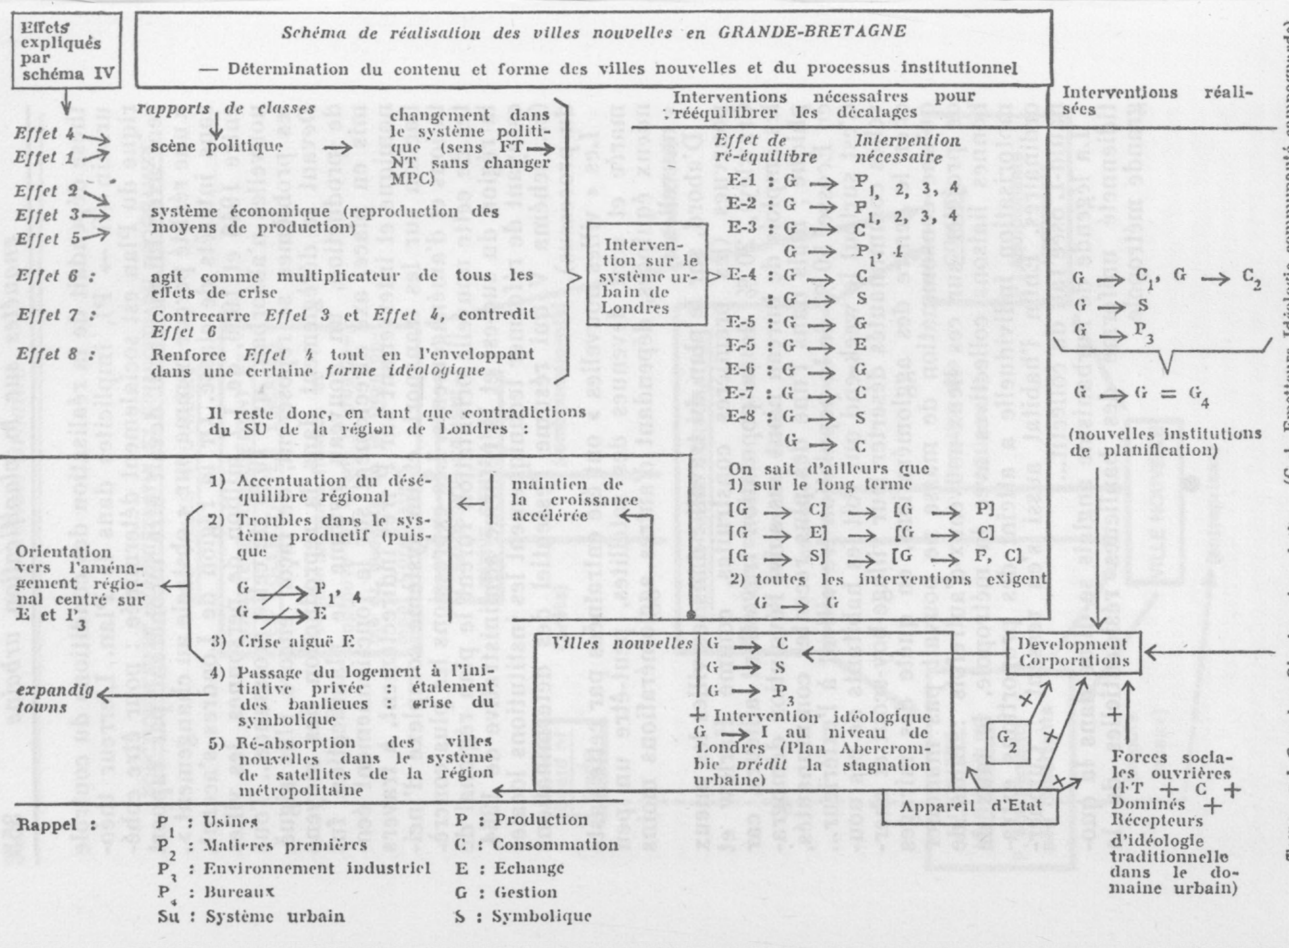 Effets
expliqués
par
schéma IV
Schéma de réalisation des villes nouvelles en GRANDE-BRETAGNE
— Détermination du contenu et forme des villes nouvelles et du processus institutionnel
rapports de classes
Effet 4
Effet 1
scène politique
changement dans
le système politi-
que (sens FT
NT sans changer
MPC)
Effet 2
Effet 3
Effet 5
système économique (reproduction des
moyens de production)
Effet 6 :
agit comme multiplicateur de tous les
effets de crise
Effet 7 :
Contrecarre Effet 3 et Effet 4, contredit
Effet 6
Effet 8 :
Renforce Effet 4 tout en l'enveloppant
dans une certaine forme idéologique
Interven-
tion sur le
système ur-
bain de
Londres
Interventions nécessaires pour
rééquilibrer les décalages
Effet de
ré-équilibre
Intervention
nécessaire
E-1 : G → P1, 2, 3, 4
E-2 : G → P1, 2, 3, 4
E-3 : G → C
G → P1, 4
E-4 : G → C
: G → S
E-5 : G → G
E-5 : G → E
E-6 : G → G
E-7 : G → C
E-8 : G → S
G → C
Interventions réali-
sées
G → C1, G → C2
G → S
G → P3
G → G = G4
(nouvelles institutions
de planification)
Il reste donc, en tant que contradictions
du SU de la région de Londres :
1) Accentuation du désé-
quilibre régional
2) Troubles dans le sys-
tème productif (puis-
que
G → P1, 4
G → E
3) Crise aiguë E
4) Passage du logement à l'ini-
tiative privée : étalement
des banlieues : crise du
symbolique
5) Ré-absorption des villes
nouvelles dans le système
de satellites de la région
métropolitaine
maintien de
la croissance
accélérée
Orientation
vers l'aména-
gement régio-
nal centré sur
E et P3
expandig
towns
On sait d'ailleurs que
1) sur le long terme
[G → C] → [G → P]
[G → E] → [G → C]
[G → S] → [G → P, C]
2) toutes les interventions exigent
G → G
Villes nouvelles
G → C
G → S
G → P3
+ Intervention idéologique
G → I au niveau de
Londres (Plan Abercrom-
bie prédit la stagnation
urbaine)
Development
Corporations
G2
Appareil d'Etat
+
Forces socia-
les ouvrières
(FT + C +
Dominés +
Récepteurs
d'idéologie
traditionnelle
dans le do-
maine urbain)
Rappel :
P1 : Usines
P2 : Matières premières
P3 : Environnement industriel
P4 : Bureaux
Su : Système urbain
P : Production
C : Consommation
E : Echange
G : Gestion
S : Symbolique